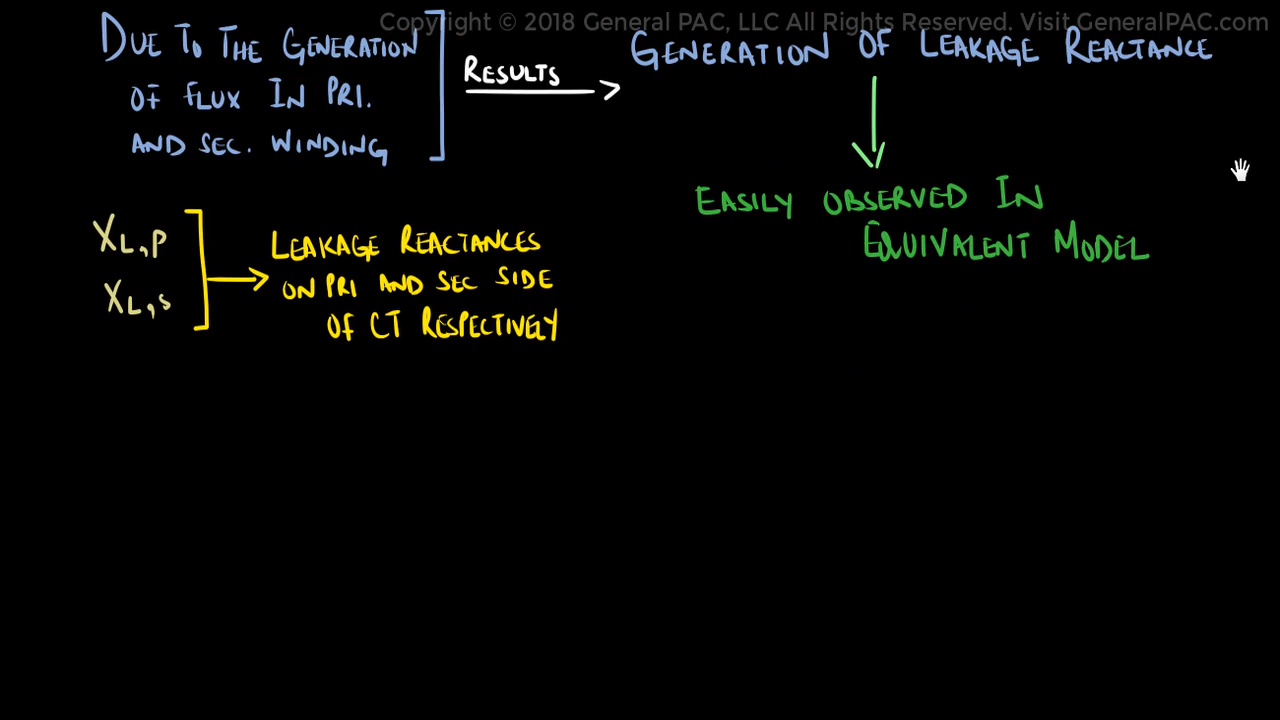 Copyright © 2018 General PAC, LLC All Rights Reserved. Visit GeneralPAC.com
DUE TO THE GENERATION
OF FLUX IN PRI.
AND SEC. WINDING
RESULTS
GENERATION OF LEAKAGE REACTANCE
EASILY OBSERVED IN
EQUIVALENT MODEL
XL,P
XL,S
LEAKAGE REACTANCES
ON PRI AND SEC SIDE
OF CT RESPECTIVELY